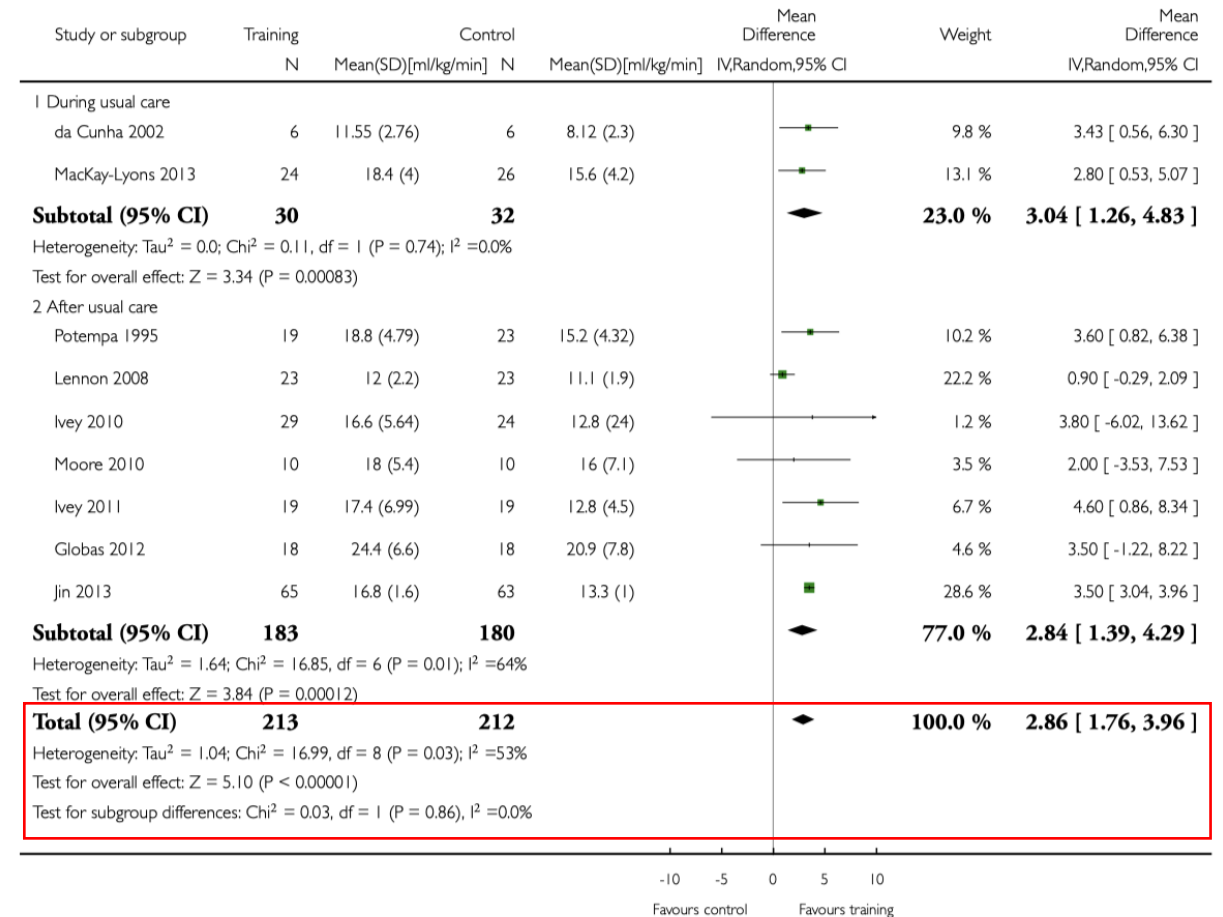 Mean Mean
Study or subgroup Training Control Difference Weight Difference
N Mean(SD)[ml/kg/min] N Mean(SD)[ml/kg/min] IV,Random,95% CI IV,Random,95% CI
1 During usual care
da Cunha 2002 6 11.55 (2.76) 6 8.12 (2.3) 9.8 % 3.43 [ 0.56, 6.30 ]
MacKay-Lyons 2013 24 18.4 (4) 26 15.6 (4.2) 13.1 % 2.80 [ 0.53, 5.07 ]
Subtotal (95% CI) 30 32 23.0 % 3.04 [ 1.26, 4.83 ]
Heterogeneity: Tau² = 0.0; Chi² = 0.11, df = 1 (P = 0.74); I² =0.0%
Test for overall effect: Z = 3.34 (P = 0.00083)
2 After usual care
Potempa 1995 19 18.8 (4.79) 23 15.2 (4.32) 10.2 % 3.60 [ 0.82, 6.38 ]
Lennon 2008 23 12 (2.2) 23 11.1 (1.9) 22.2 % 0.90 [ -0.29, 2.09 ]
Ivey 2010 29 16.6 (5.64) 24 12.8 (24) 1.2 % 3.80 [ -6.02, 13.62 ]
Moore 2010 10 18 (5.4) 10 16 (7.1) 3.5 % 2.00 [ -3.53, 7.53 ]
Ivey 2011 19 17.4 (6.99) 19 12.8 (4.5) 6.7 % 4.60 [ 0.86, 8.34 ]
Globas 2012 18 24.4 (6.6) 18 20.9 (7.8) 4.6 % 3.50 [ -1.22, 8.22 ]
Jin 2013 65 16.8 (1.6) 63 13.3 (1) 28.6 % 3.50 [ 3.04, 3.96 ]
Subtotal (95% CI) 183 180 77.0 % 2.84 [ 1.39, 4.29 ]
Heterogeneity: Tau² = 1.64; Chi² = 16.85, df = 6 (P = 0.01); I² =64%
Test for overall effect: Z = 3.84 (P = 0.00012)
Total (95% CI) 213 212 100.0 % 2.86 [ 1.76, 3.96 ]
Heterogeneity: Tau² = 1.04; Chi² = 16.99, df = 8 (P = 0.03); I² =53%
Test for overall effect: Z = 5.10 (P < 0.00001)
Test for subgroup differences: Chi² = 0.03, df = 1 (P = 0.86), I² =0.0%
-10 -5 0 5 10
Favours control Favours training